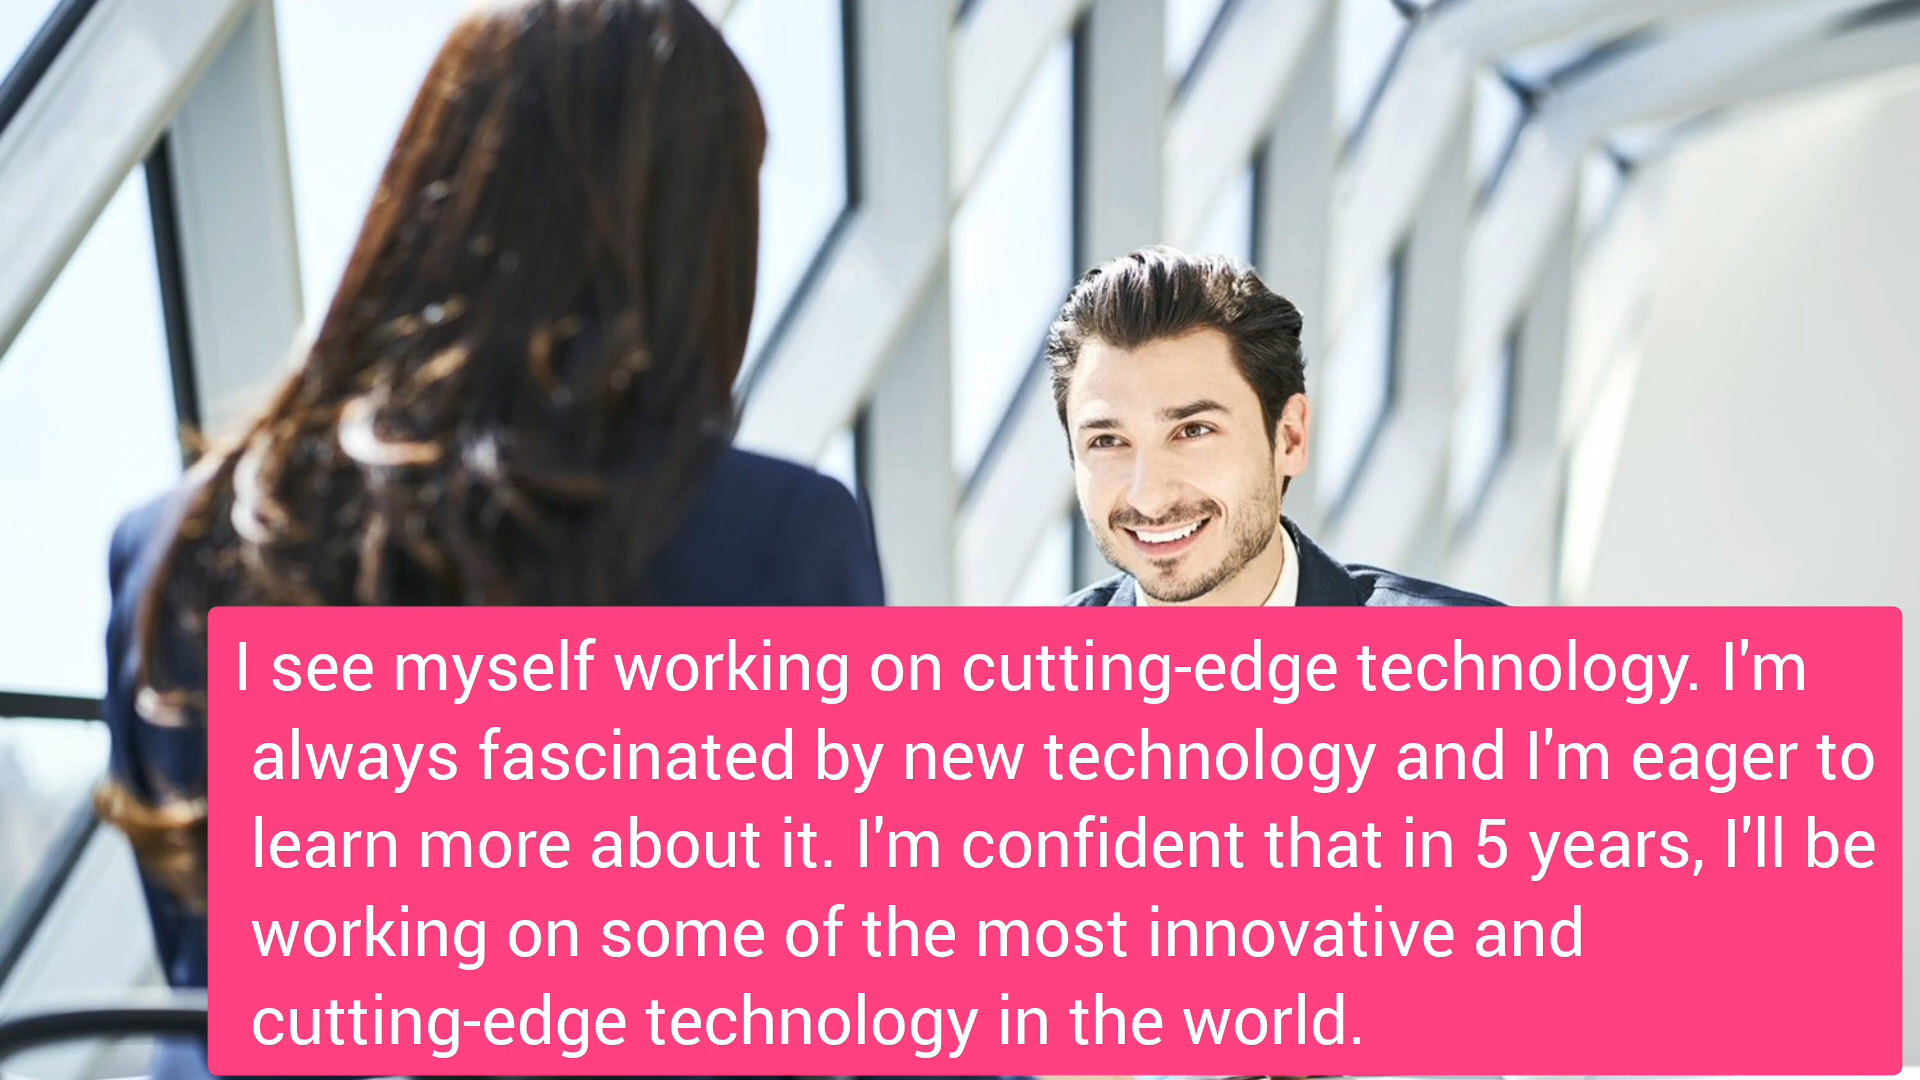 I see myself working on cutting-edge technology. I'm
always fascinated by new technology and I'm eager to
learn more about it. I'm confident that in 5 years, I'll be
working on some of the most innovative and
cutting-edge technology in the world.